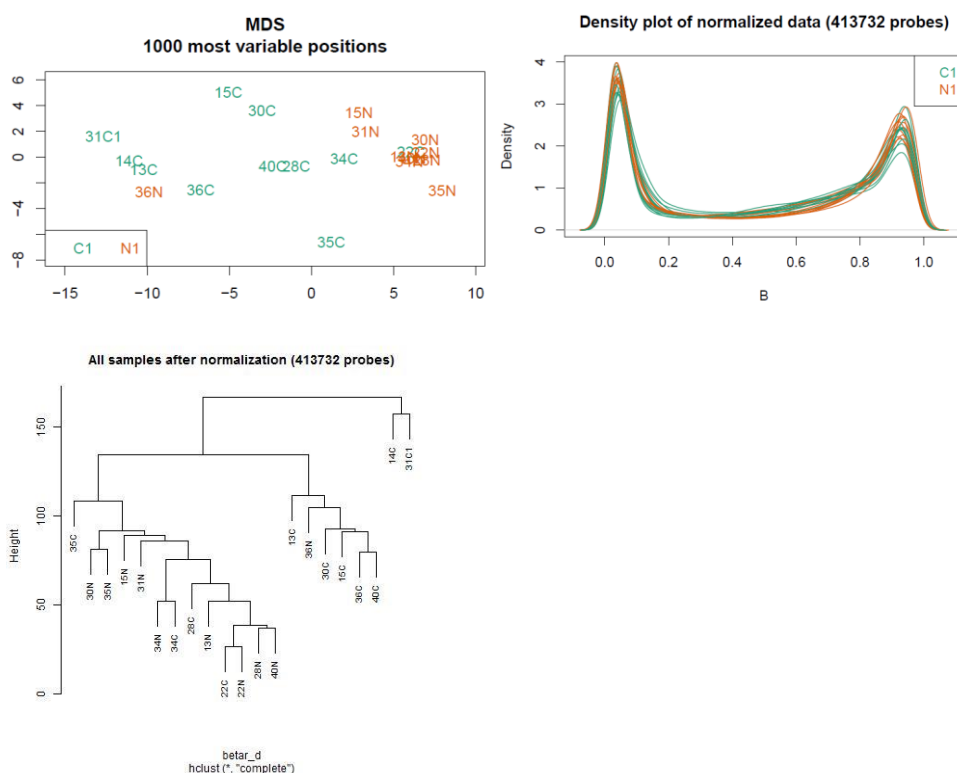 MDS
1000 most variable positions
6
4
2
0
−4
−8
15C
30C
15N
31N
31C1
30N
14C
13C
36N
36C
40C
28C
34C
35N
35C
C1 N1
−15 −10 −5 0 5 10
Density plot of normalized data (413732 probes)
Density
4
3
2
1
0
C1
N1
0.0 0.2 0.4 0.6 0.8 1.0
B
All samples after normalization (413732 probes)
Height
150
100
50
0
14C
31C1
35C
30N
35N
15N
31N
34N
34C
28C
13N
22C
22N
28N
40N
13C
36N
30C
15C
36C
40C
betar_d
hclust (*, "complete")